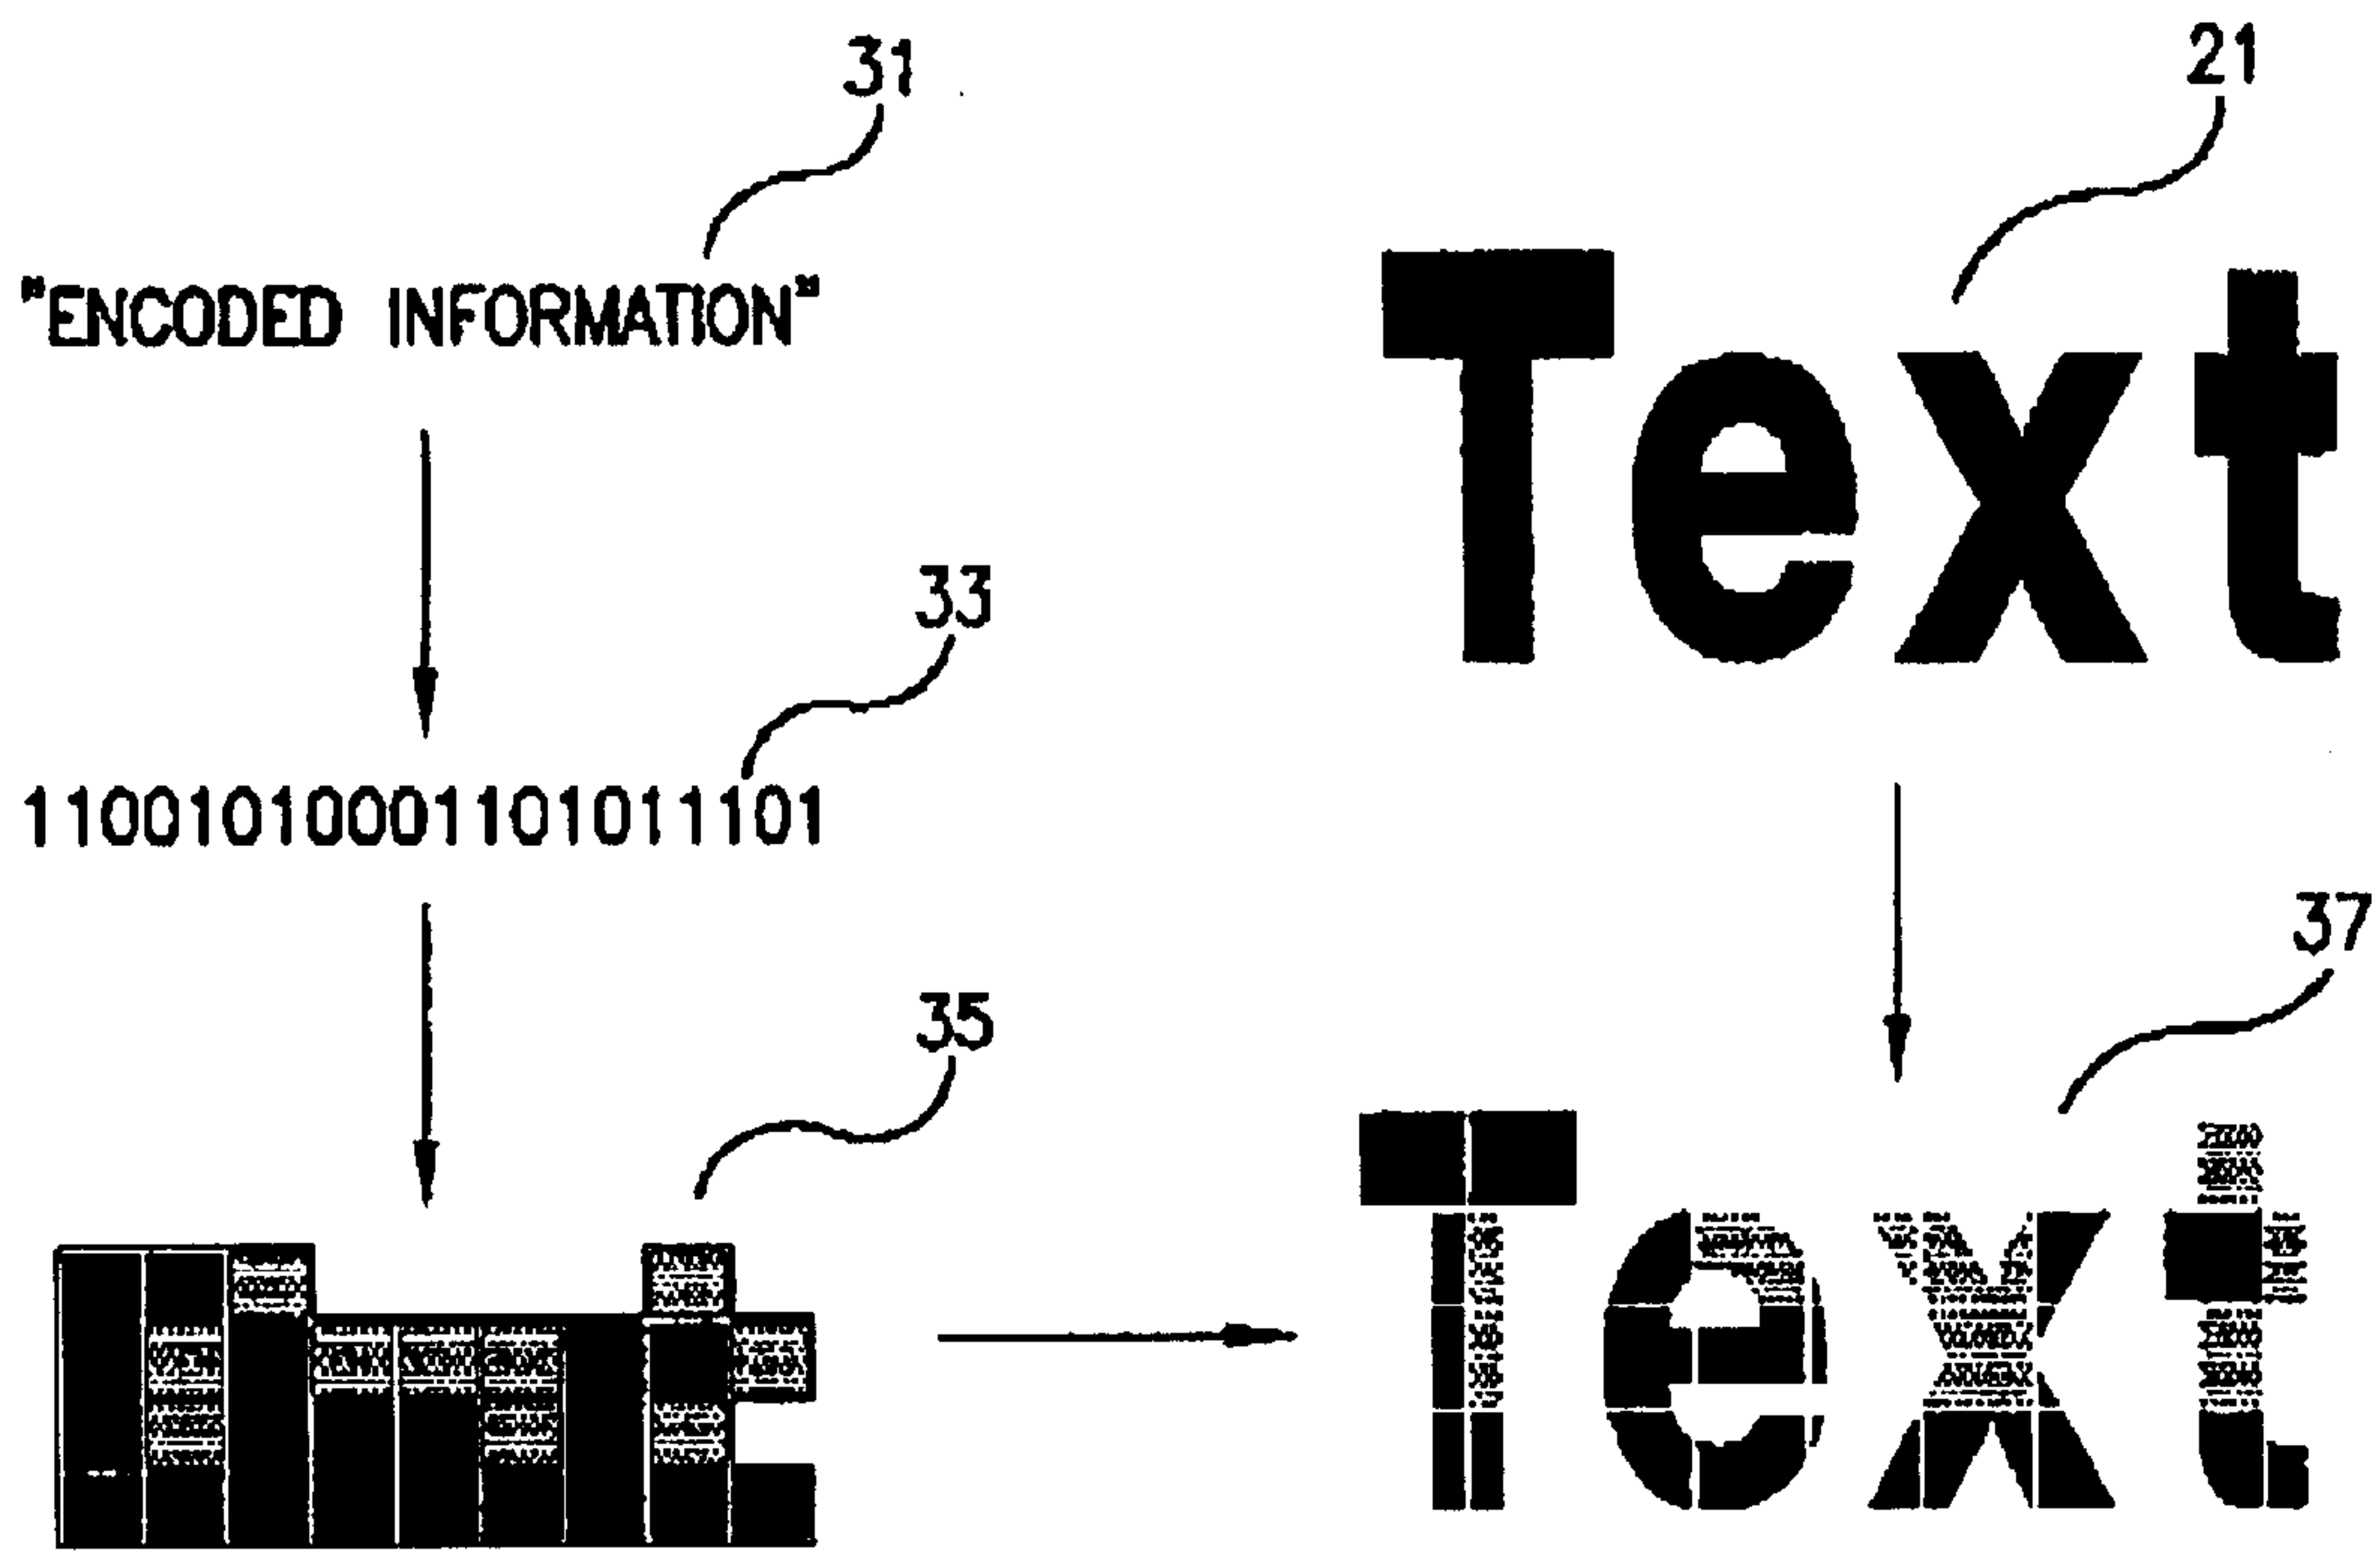 31
21
"ENCODED INFORMATION"
Text
33
11001010001101011101
37
35
Text